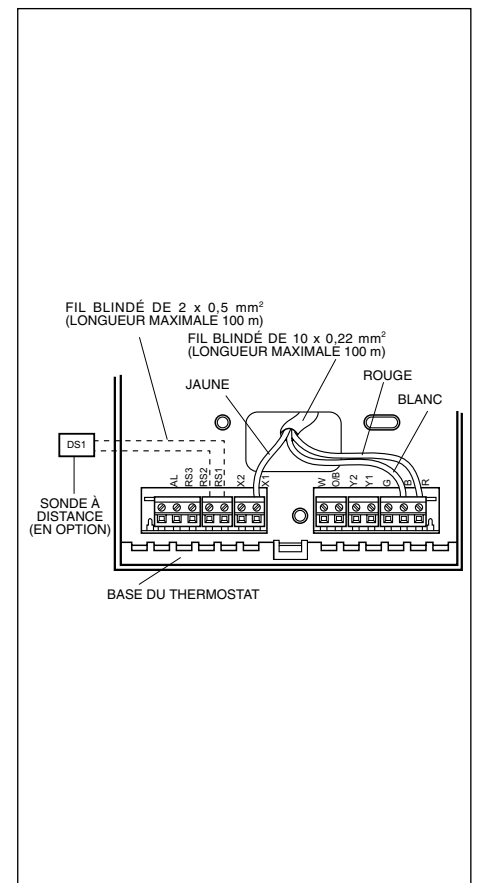 FIL BLINDÉ DE 2 x 0,5 mm²
(LONGUEUR MAXIMALE 100 m)
FIL BLINDÉ DE 10 x 0,22 mm²
(LONGUEUR MAXIMALE 100 m)
JAUNE
ROUGE
BLANC
DS1
SONDE À
DISTANCE
(EN OPTION)
AL
RS3
RS2
RS1
X2
X1
W
O/B
Y2
Y1
G
B
R
BASE DU THERMOSTAT